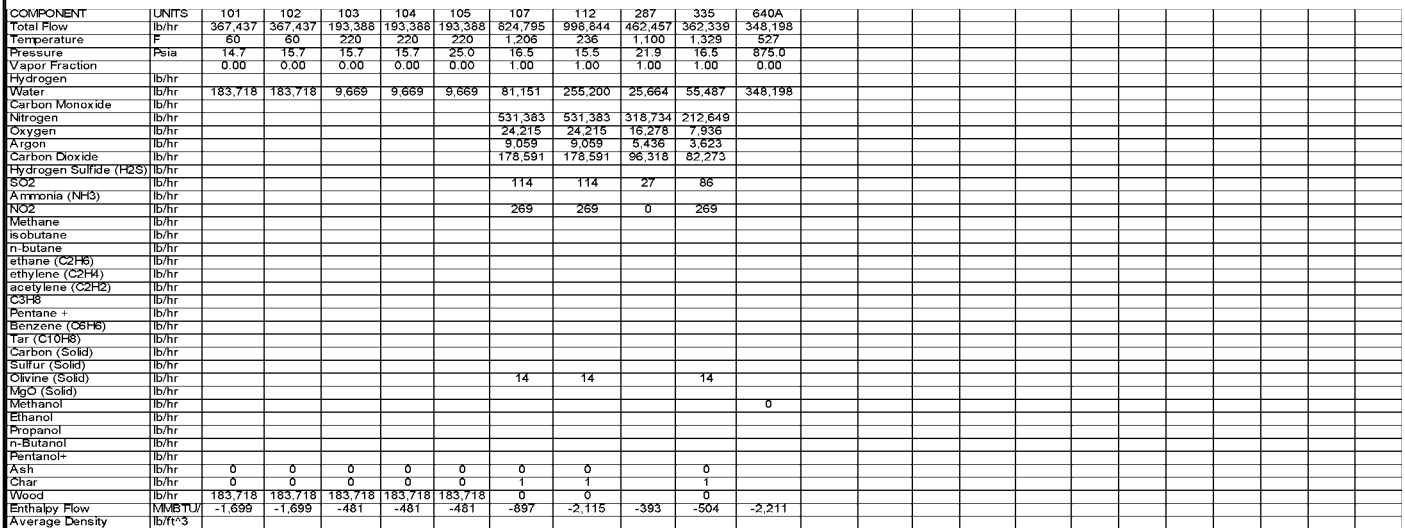 COMPONENT UNITS 101 102 103 104 105 107 112 287 335 640A
Total Flow lb/hr 367,437 367,437 193,388 193,388 193,388 824,795 998,844 462,457 362,339 348,198
Temperature F 60 60 220 220 220 1,206 236 1,100 1,329 527
Pressure Psia 14.7 15.7 15.7 15.7 25.0 16.5 15.5 21.9 16.5 875.0
Vapor Fraction 0.00 0.00 0.00 0.00 0.00 1.00 1.00 1.00 1.00 0.00
Hydrogen lb/hr
Water lb/hr 183,718 183,718 9,669 9,669 9,669 81,151 255,200 25,664 55,487 348,198
Carbon Monoxide lb/hr
Nitrogen lb/hr 531,383 531,383 318,734 212,649
Oxygen lb/hr 24,215 24,215 16,278 7,936
Argon lb/hr 9,059 9,059 5,436 3,623
Carbon Dioxide lb/hr 178,591 178,591 96,318 82,273
Hydrogen Sulfide (H2S) lb/hr
SO2 lb/hr 114 114 27 86
Ammonia (NH3) lb/hr
NO2 lb/hr 269 269 0 269
Methane lb/hr
isobutane lb/hr
n-butane lb/hr
ethane (C2H6) lb/hr
ethylene (C2H4) lb/hr
acetylene (C2H2) lb/hr
C3H8 lb/hr
Pentane + lb/hr
Benzene (C6H6) lb/hr
Tar (C10H8) lb/hr
Carbon (Solid) lb/hr
Sulfur (Solid) lb/hr
Olivine (Solid) lb/hr 14 14 14
MgO (Solid) lb/hr
Methanol lb/hr 0
Ethanol lb/hr
Propanol lb/hr
n-Butanol lb/hr
Pentanol+ lb/hr
Ash lb/hr 0 0 0 0 0 0 0 0
Char lb/hr 0 0 0 0 0 1 1 1
Wood lb/hr 183,718 183,718 183,718 183,718 183,718 0 0 0
Enthalpy Flow MMBTU/ -1,699 -1,699 -481 -481 -481 -897 -2,115 -393 -504 -2,211
Average Density lb/ft^3